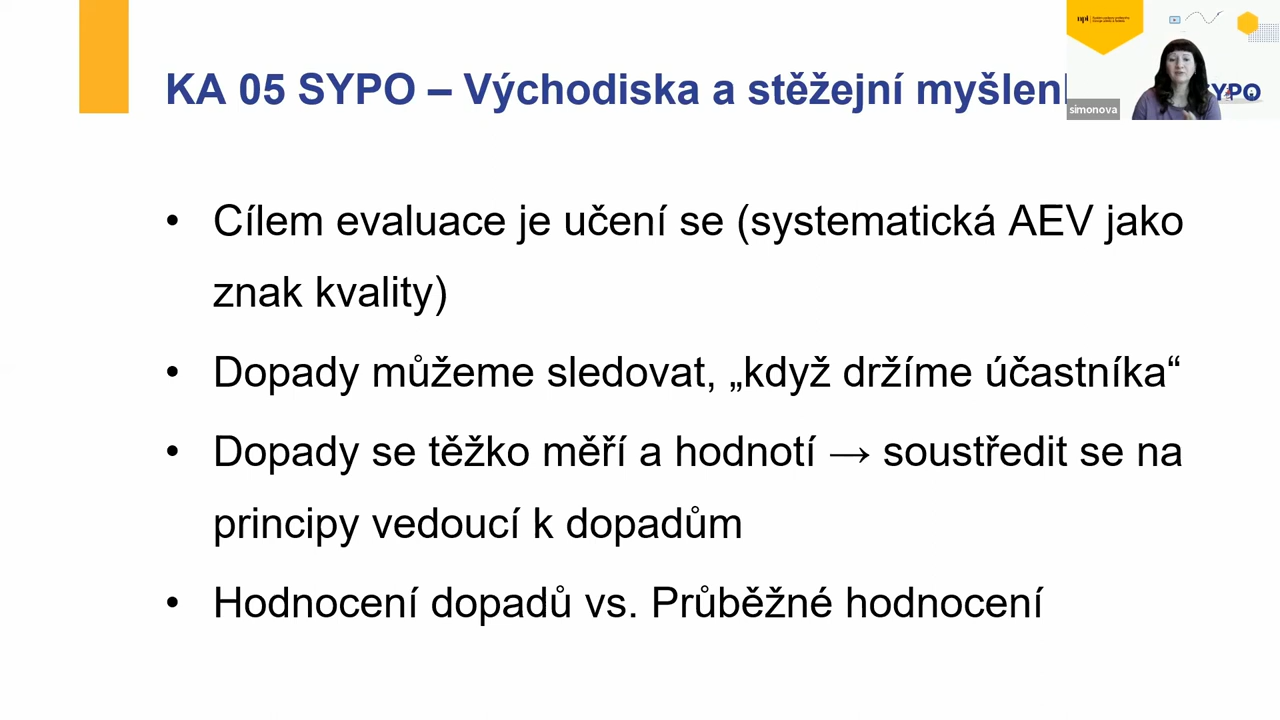 KA 05 SYPO – Východiska a stěžejní
npi
simonova
SYPO
Cílem evaluace je učení se (systematická AEV jako
znak kvality)
Dopady můžeme sledovat, „když držíme účastníka“
Dopady se těžko měří a hodnotí → soustředit se na
principy vedoucí k dopadům
Hodnocení dopadů vs. Průběžné hodnocení